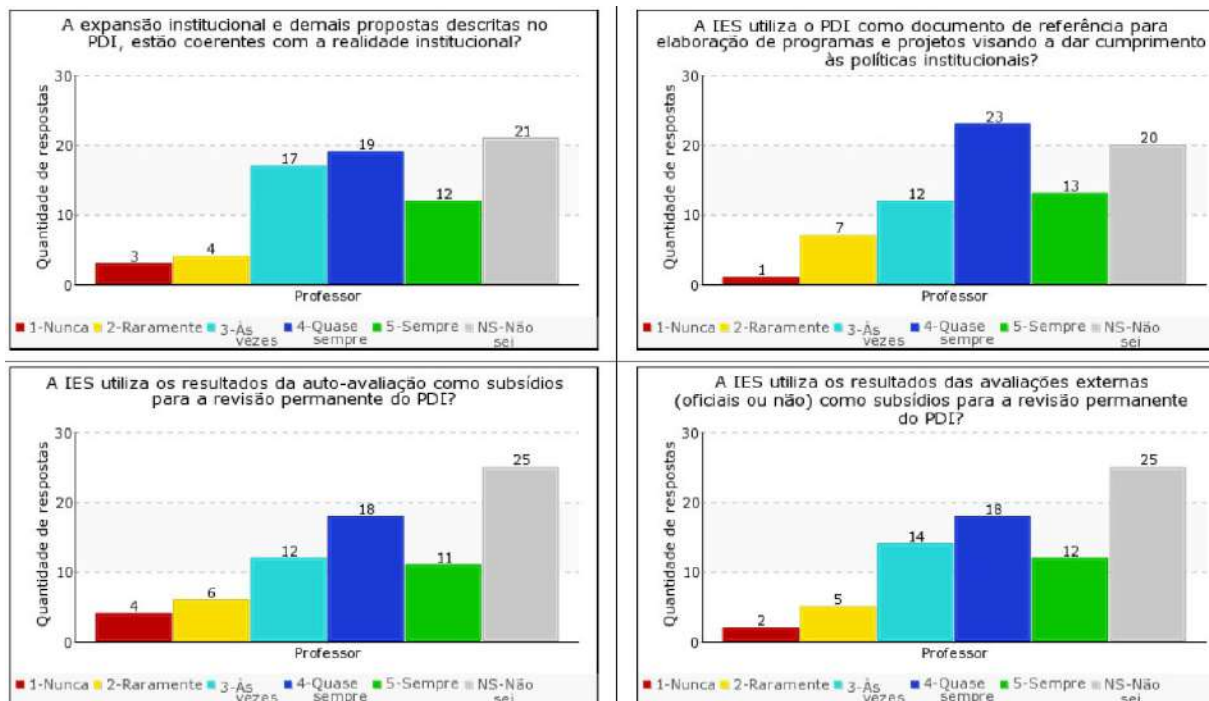 A expansão institucional e demais propostas descritas no
PDI, estão coerentes com a realidade institucional?
Quantidade de respostas
30
20
10
0
3
4
17
19
12
21
Professor
1-Nunca 2-Raramente 3-Às vezes 4-Quase sempre 5-Sempre NS-Não sei
A IES utiliza o PDI como documento de referência para
elaboração de programas e projetos visando a dar cumprimento
às políticas institucionais?
Quantidade de respostas
30
20
10
0
1
7
12
23
13
20
Professor
1-Nunca 2-Raramente 3-Às vezes 4-Quase sempre 5-Sempre NS-Não sei
A IES utiliza os resultados da auto-avaliação como subsídios
para a revisão permanente do PDI?
Quantidade de respostas
30
20
10
0
4
6
12
18
11
25
Professor
1-Nunca 2-Raramente 3-Às vezes 4-Quase sempre 5-Sempre NS-Não sei
A IES utiliza os resultados das avaliações externas
(oficiais ou não) como subsídios para a revisão permanente
do PDI?
Quantidade de respostas
30
20
10
0
2
5
14
18
12
25
Professor
1-Nunca 2-Raramente 3-Às vezes 4-Quase sempre 5-Sempre NS-Não sei